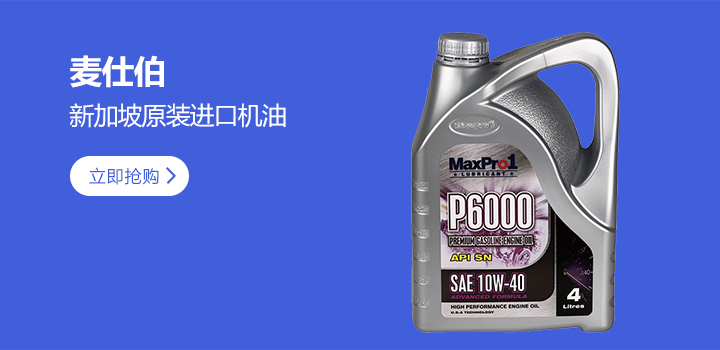 麦仕伯
新加坡原装进口机油
立即抢购
MaxPro1
LUBRICANT
P6000
PREMIUM GASOLINE ENGINE OIL
API SN
SAE 10W-40
ADVANCED FORMULA
HIGH PERFORMANCE ENGINE OIL
U.S.A TECHNOLOGY
4
Litres